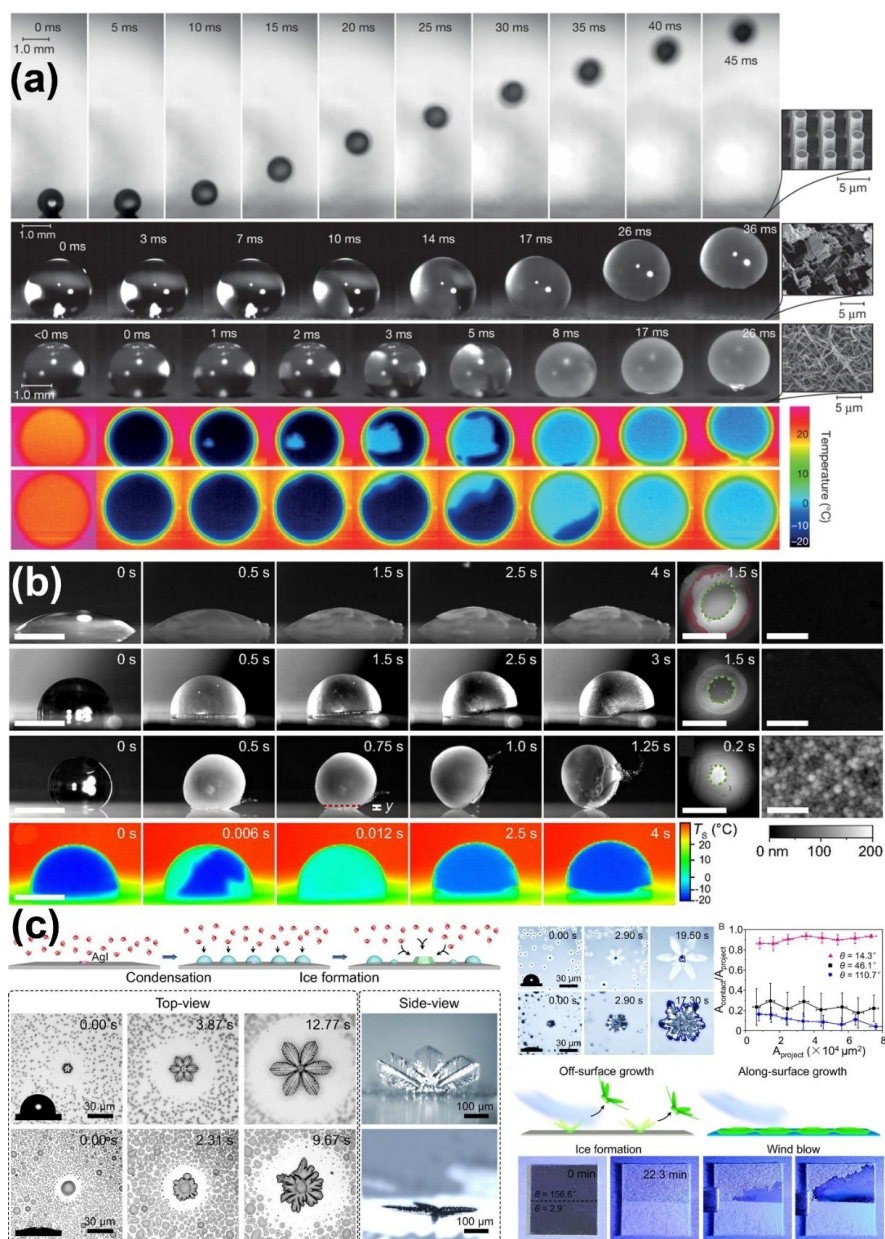 0 ms 5 ms 10 ms 15 ms 20 ms 25 ms 30 ms 35 ms 40 ms
1.0 mm
45 ms
(a)
5 μm
1.0 mm
0 ms 3 ms 7 ms 10 ms 14 ms 17 ms 26 ms 36 ms
5 μm
<0 ms 0 ms 1 ms 2 ms 3 ms 5 ms 8 ms 17 ms 26 ms
1.0 mm
5 μm
20
10
0
−10
−20
Temperature (°C)
(b)
0 s 0.5 s 1.5 s 2.5 s 4 s 1.5 s
0 s 0.5 s 1.5 s 2.5 s 3 s 1.5 s
0 s 0.5 s 0.75 s 1.0 s 1.25 s 0.2 s
y
0 s 0.006 s 0.012 s 2.5 s 4 s
Ts (°C)
20
10
0
-10
-20
0 nm 100 200
(c)
AgI
Condensation Ice formation
Top-view Side-view
0.00 s 3.87 s 12.77 s
30 μm 30 μm 100 μm
0.00 s 2.31 s 9.67 s
30 μm 30 μm 100 μm
0.00 s 2.90 s 19.50 s
30 μm 30 μm
0.00 s 2.90 s 17.30 s
30 μm 30 μm
B
1.0
0.8
0.6
0.4
0.2
0
Acontact/Aproject
θ = 14.3°
θ = 46.1°
θ = 110.7°
0 2 4 6 8
Aproject (×10⁴ μm²)
Off-surface growth Along-surface growth
Ice formation Wind blow
0 min 22.3 min
θ = 156.6°
θ = 2.9°